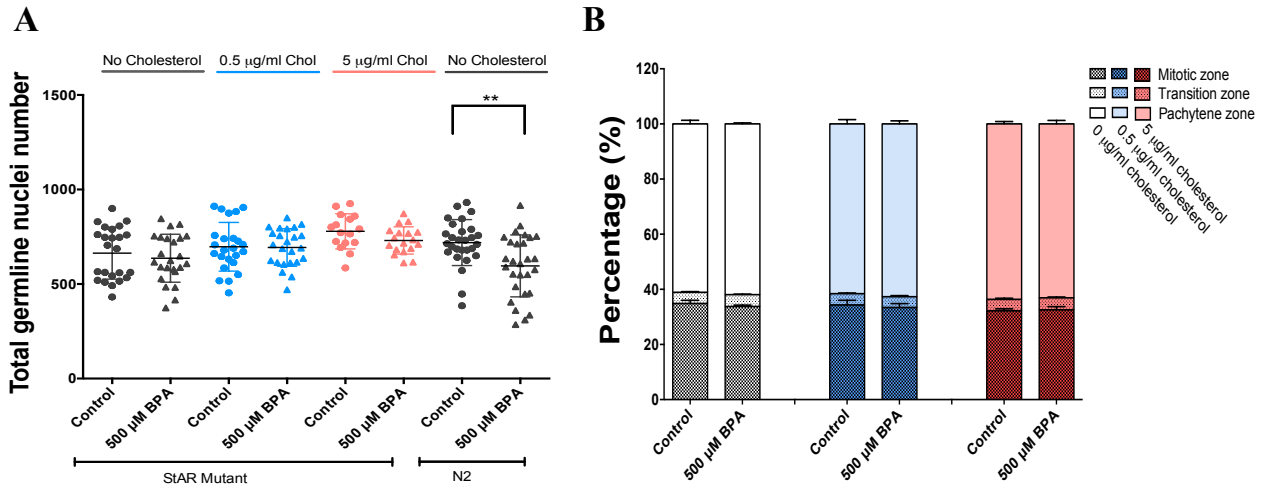 A
No Cholesterol
0.5 µg/ml Chol
5 µg/ml Chol
No Cholesterol
Total germline nuclei number
1500
1000
500
0
**
Control
500 µM BPA
Control
500 µM BPA
Control
500 µM BPA
Control
500 µM BPA
StAR Mutant
N2
B
Percentage (%)
120
100
80
60
40
20
0
Control
500 µM BPA
Control
500 µM BPA
Control
500 µM BPA
Mitotic zone
Transition zone
Pachytene zone
0 µg/ml cholesterol
0.5 µg/ml cholesterol
5 µg/ml cholesterol